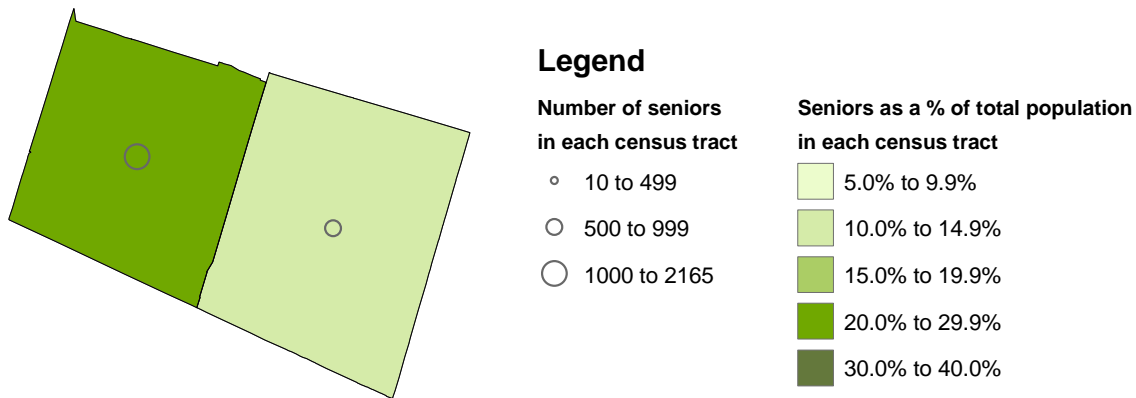 Legend
Number of seniors
in each census tract
10 to 499
500 to 999
1000 to 2165
Seniors as a % of total population
in each census tract
5.0% to 9.9%
10.0% to 14.9%
15.0% to 19.9%
20.0% to 29.9%
30.0% to 40.0%